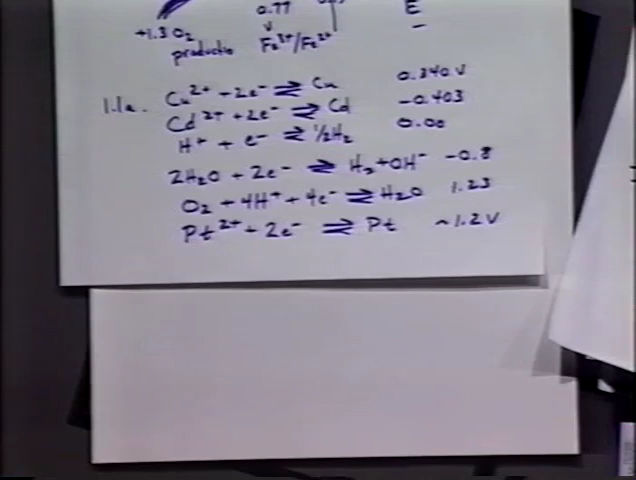 0.77 E
+1.3 O₂ v –
productio Fe³⁺/Fe²⁺
1.1a. Cu²⁺ + 2e⁻ ⇌ Cu 0.340 V
Cd²⁺ + 2e⁻ ⇌ Cd -0.403
H⁺ + e⁻ ⇌ ½H₂ 0.00
2H₂O + 2e⁻ ⇌ H₂ + OH⁻ -0.8
O₂ + 4H⁺ + 4e⁻ ⇌ H₂O 1.23
Pt²⁺ + 2e⁻ ⇌ Pt ~1.2 V